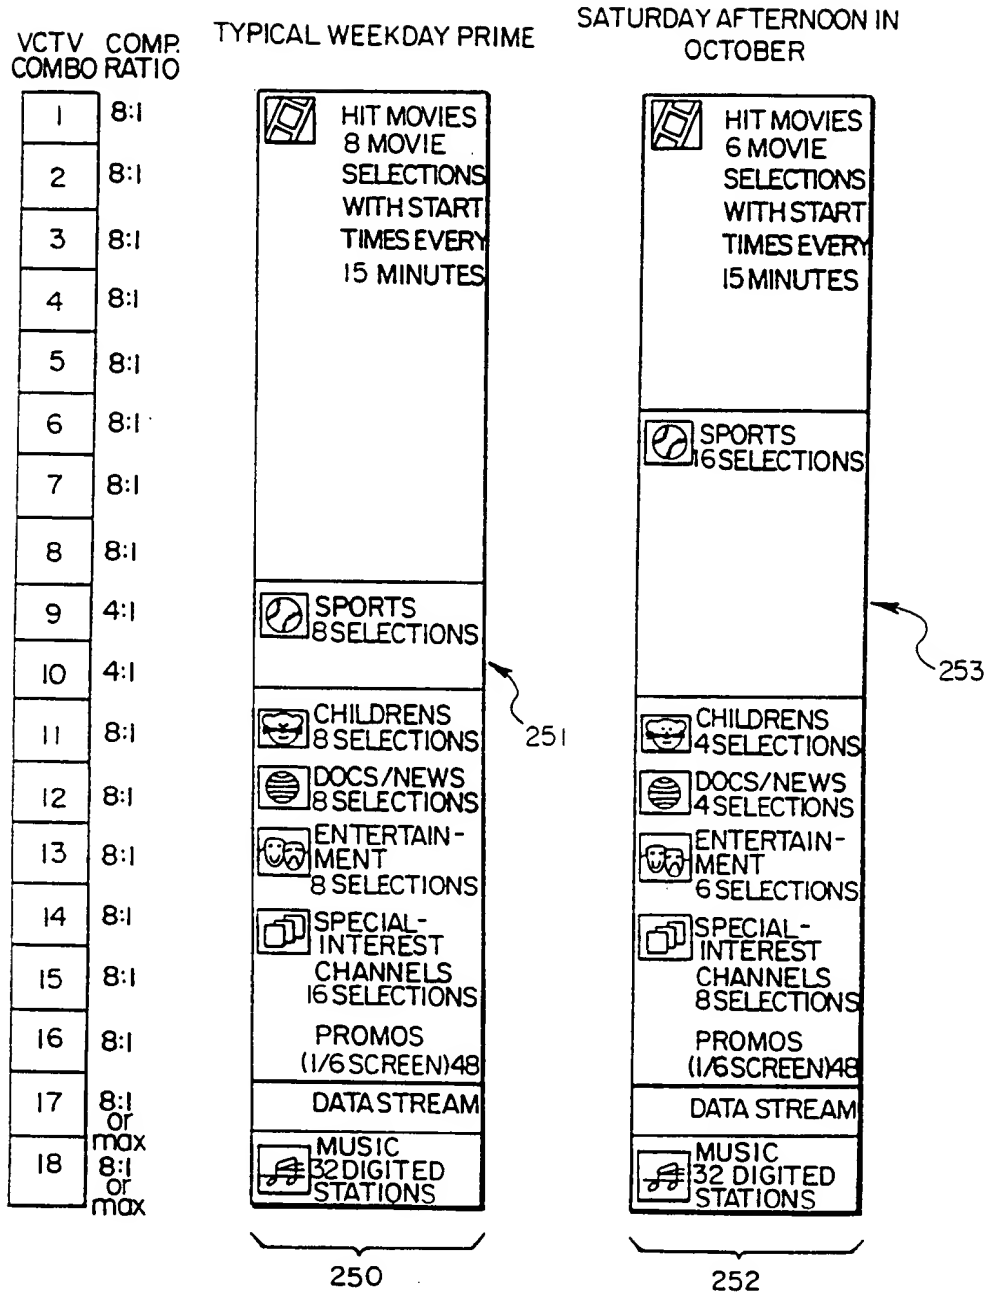 VCTV COMP.
COMBO RATIO
1 8:1
2 8:1
3 8:1
4 8:1
5 8:1
6 8:1
7 8:1
8 8:1
9 4:1
10 4:1
11 8:1
12 8:1
13 8:1
14 8:1
15 8:1
16 8:1
17 8:1
or
max
18 8:1
or
max
TYPICAL WEEKDAY PRIME
HIT MOVIES
8 MOVIE
SELECTIONS
WITH START
TIMES EVERY
15 MINUTES
SPORTS
8 SELECTIONS
CHILDRENS
8 SELECTIONS
DOCS/NEWS
8 SELECTIONS
ENTERTAIN-
MENT
8 SELECTIONS
SPECIAL-
INTEREST
CHANNELS
16 SELECTIONS
PROMOS
(1/6 SCREEN)48
DATA STREAM
MUSIC
32 DIGITED
STATIONS
250
251
SATURDAY AFTERNOON IN
OCTOBER
HIT MOVIES
6 MOVIE
SELECTIONS
WITH START
TIMES EVERY
15 MINUTES
SPORTS
16 SELECTIONS
CHILDRENS
4 SELECTIONS
DOCS/NEWS
4 SELECTIONS
ENTERTAIN-
MENT
6 SELECTIONS
SPECIAL-
INTEREST
CHANNELS
8 SELECTIONS
PROMOS
(1/6 SCREEN)48
DATA STREAM
MUSIC
32 DIGITED
STATIONS
252
253